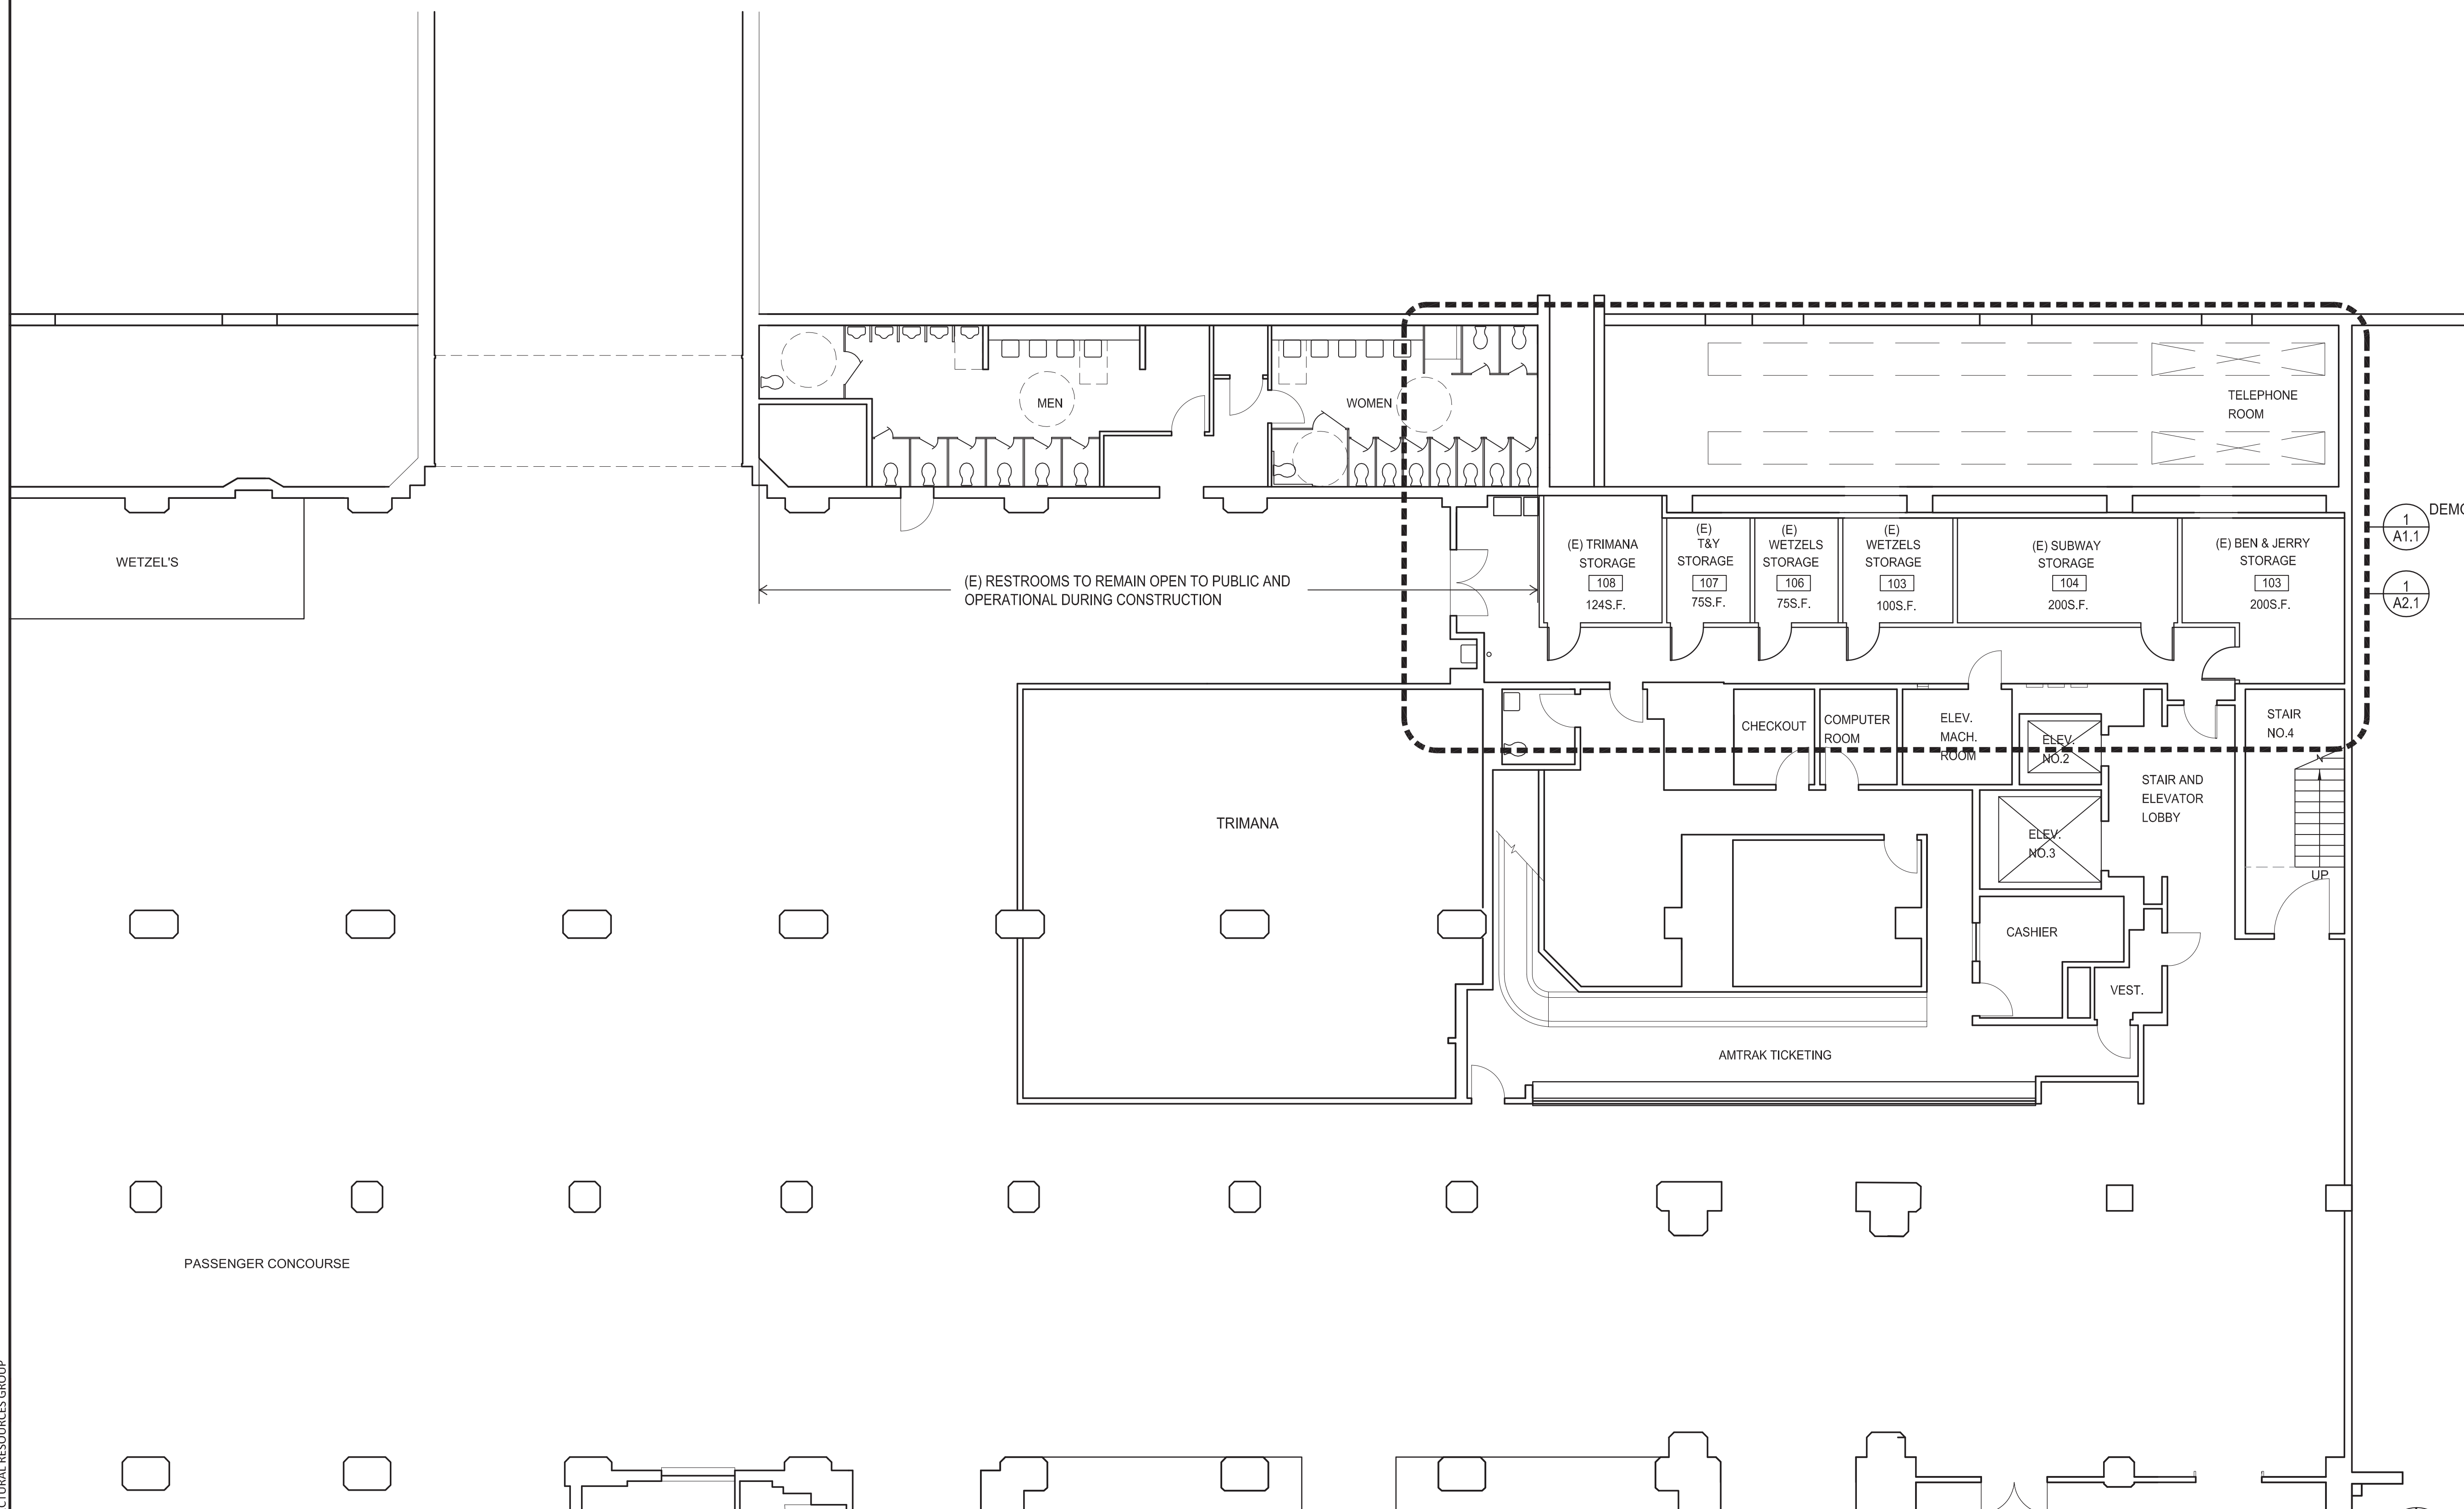 MEN
WOMEN
TELEPHONE
ROOM
WETZEL'S
(E) RESTROOMS TO REMAIN OPEN TO PUBLIC AND
OPERATIONAL DURING CONSTRUCTION
(E) TRIMANA
STORAGE
108
124S.F.
(E)
T&Y
STORAGE
107
75S.F.
(E)
WETZELS
STORAGE
106
75S.F.
(E)
WETZELS
STORAGE
103
100S.F.
(E) SUBWAY
STORAGE
104
200S.F.
(E) BEN & JERRY
STORAGE
103
200S.F.
1
A1.1
DEMO
1
A2.1
CHECKOUT
COMPUTER
ROOM
ELEV.
MACH.
ROOM
ELEV.
NO.2
STAIR
NO.4
STAIR AND
ELEVATOR
LOBBY
TRIMANA
ELEV.
NO.3
UP
CASHIER
VEST.
AMTRAK TICKETING
PASSENGER CONCOURSE
CTURAL RESOURCES GROUP